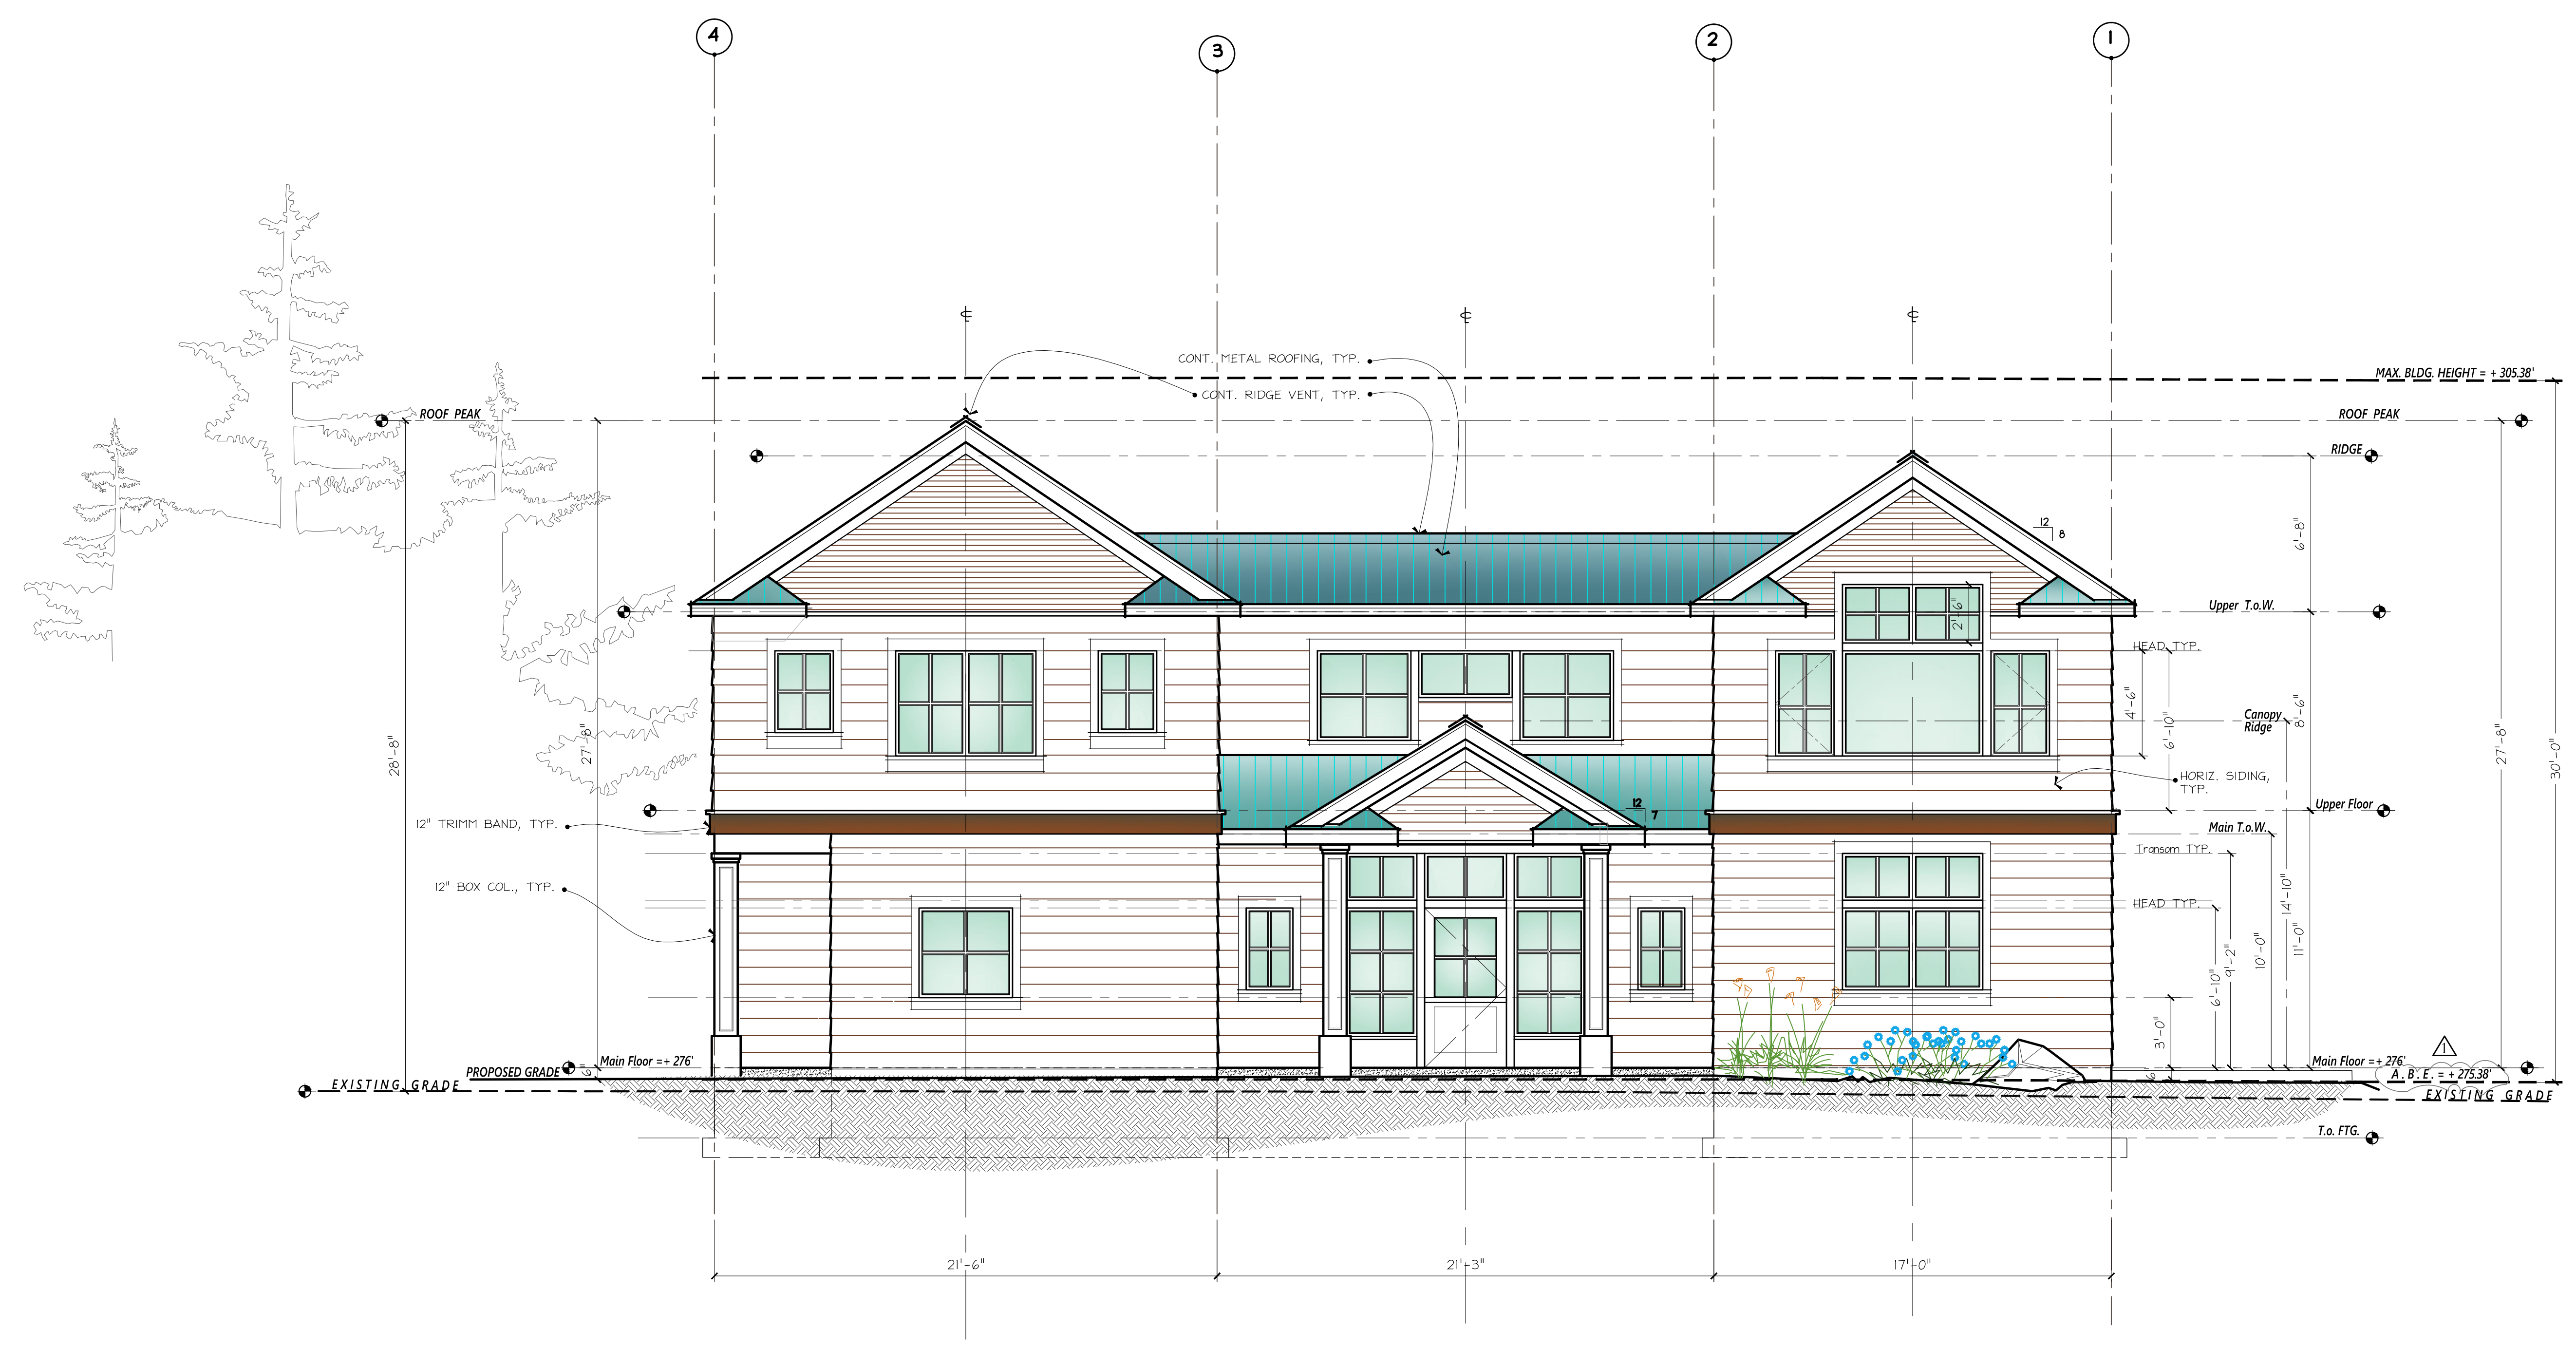 4
3
2
1
℄
℄
℄
CONT. METAL ROOFING, TYP.
MAX. BLDG. HEIGHT = + 305.38'
CONT. RIDGE VENT, TYP.
ROOF PEAK
ROOF PEAK
RIDGE
12
8
6'-8"
2'-6"
Upper T.o.W.
HEAD TYP.
4'-6"
6'-10"
8'-6"
Canopy
Ridge
28'-8"
27'-8"
27'-8"
30'-0"
HORIZ. SIDING,
TYP.
12
7
Upper Floor
12" TRIMM BAND, TYP.
Main T.o.W.
Transom TYP.
12" BOX COL., TYP.
HEAD TYP.
14'-10"
11'-0"
10'-0"
9'-2"
6'-10"
3'-0"
1
Main Floor =+ 276'
Main Floor =+ 276'
6"
6"
PROPOSED GRADE
A.B.E. = + 275.38'
EXISTING GRADE
EXISTING GRADE
T.o. FTG.
21'-6"
21'-3"
17'-0"